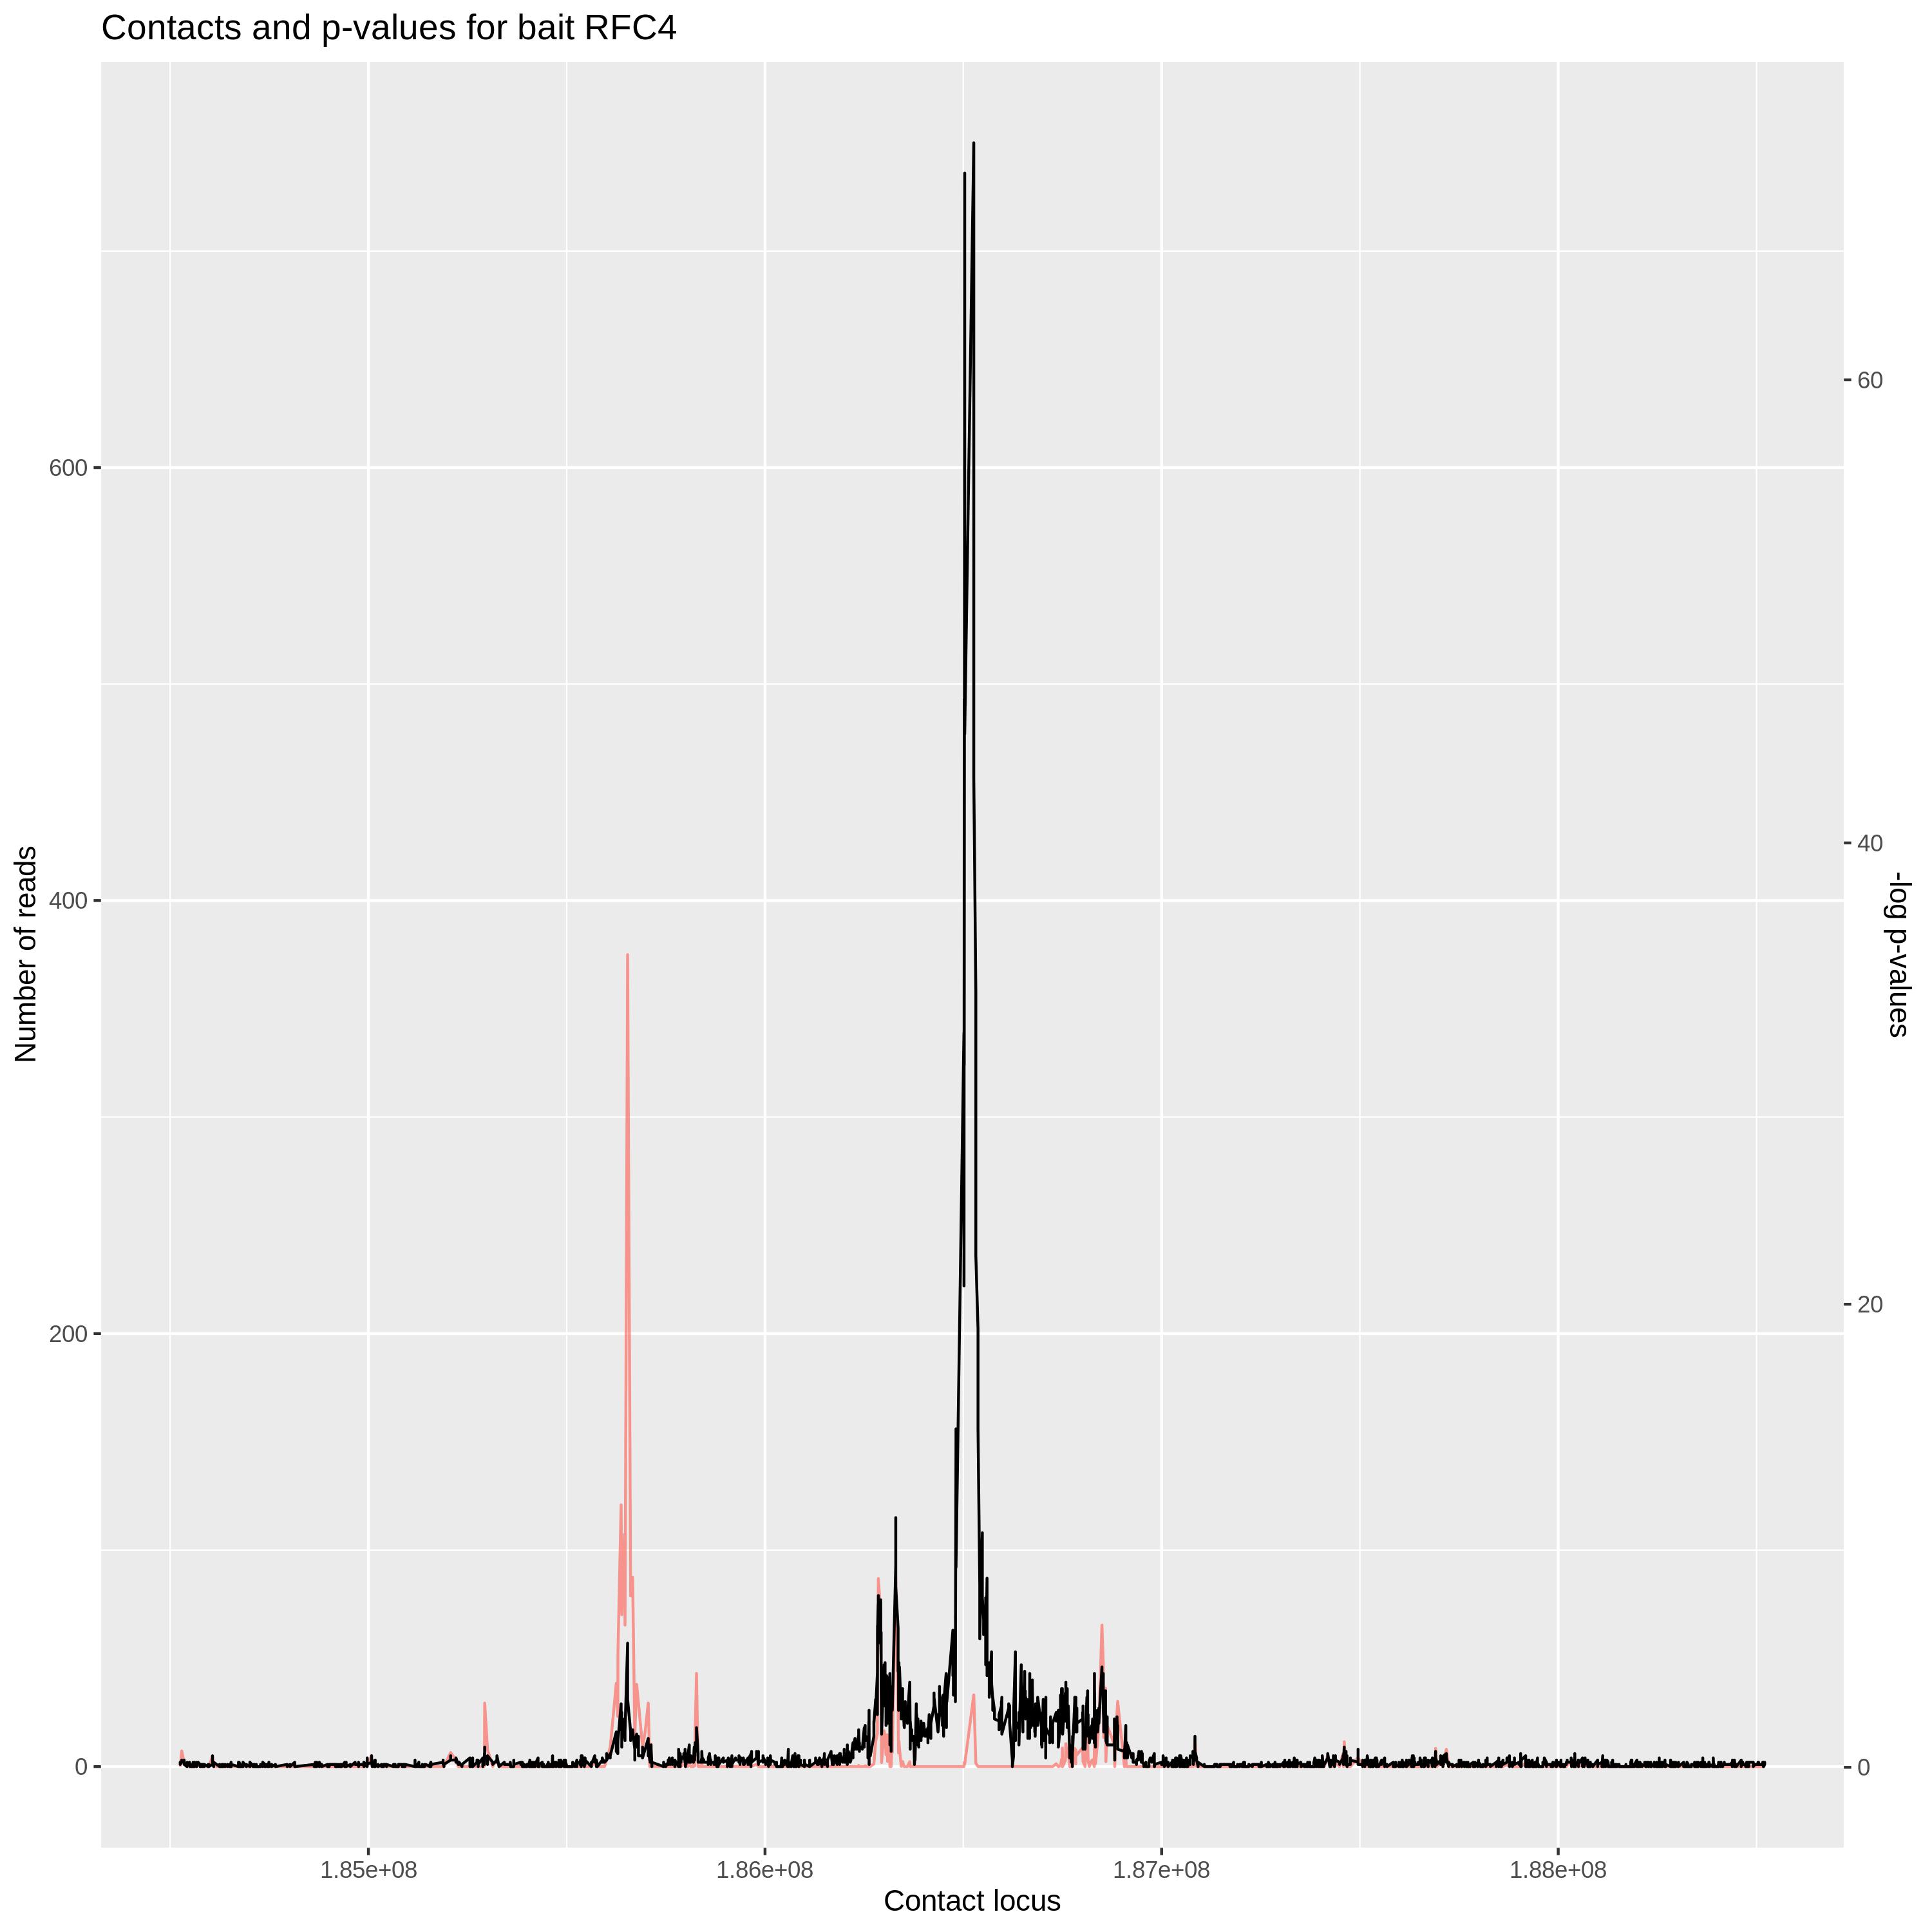 Contacts and p-values for bait RFC4
Number of reads
600
400
200
0
60
40
20
0
-log p-values
1.85e+08
1.86e+08
1.87e+08
1.88e+08
Contact locus